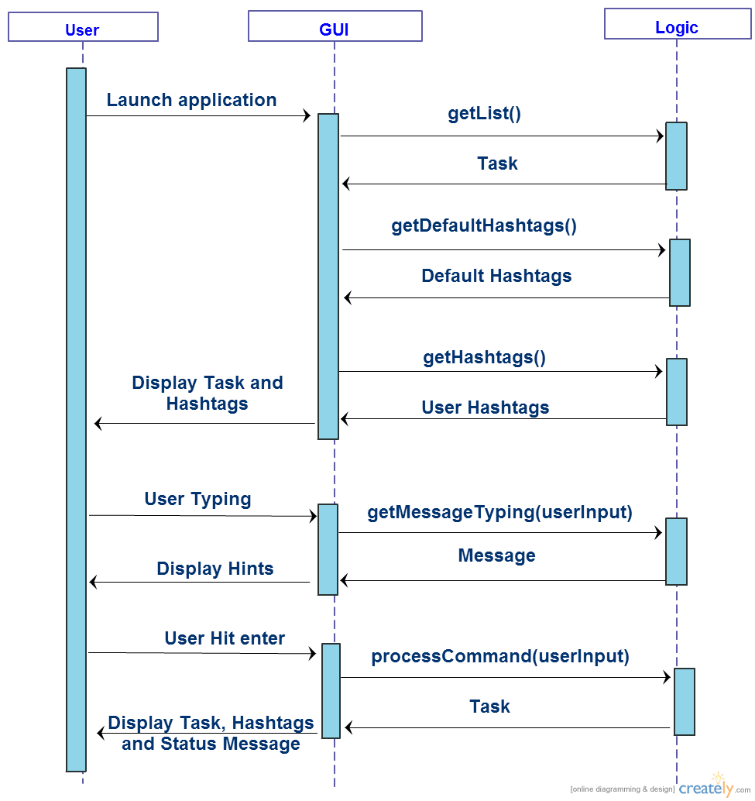 User
GUI
Logic
Launch application
getList()
Task
getDefaultHashtags()
Default Hashtags
getHashtags()
Display Task and
Hashtags
User Hashtags
User Typing
getMessageTyping(userInput)
Message
Display Hints
User Hit enter
processCommand(userInput)
Task
Display Task, Hashtags
and Status Message
[online diagramming & design] creately.com